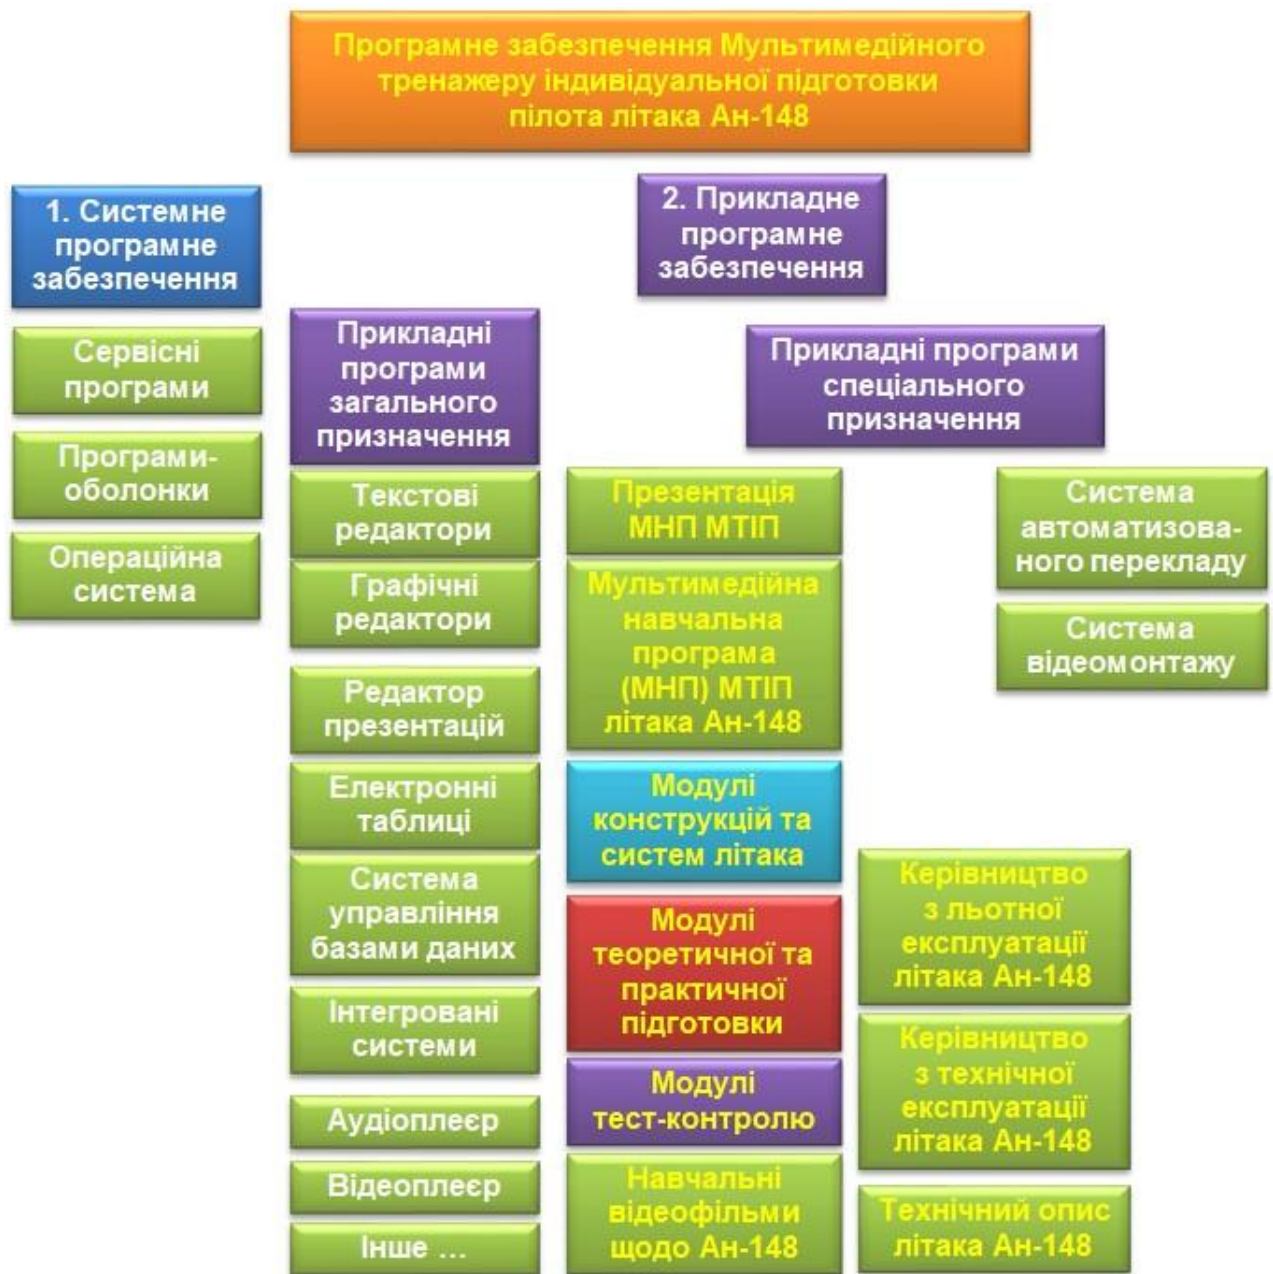 Програмне забезпечення Мультимедійного
тренажеру індивідуальної підготовки
пілота літака Ан-148
1. Системне
програмне
забезпечення
Сервісні
програми
Програми-
оболонки
Операційна
система
2. Прикладне
програмне
забезпечення
Прикладні
програми
загального
призначення
Текстові
редактори
Графічні
редактори
Редактор
презентацій
Електронні
таблиці
Система
управління
базами даних
Інтегровані
системи
Аудіоплеєр
Відеоплеєр
Інше ...
Прикладні програми
спеціального
призначення
Презентація
МНП МТІП
Мультимедійна
навчальна
програма
(МНП) МТІП
літака Ан-148
Модулі
конструкцій та
систем літака
Модулі
теоретичної та
практичної
підготовки
Модулі
тест-контролю
Навчальні
відеофільми
щодо Ан-148
Керівництво
з льотної
експлуатації
літака Ан-148
Керівництво
з технічної
експлуатації
літака Ан-148
Технічний опис
літака Ан-148
Система
автоматизова-
ного перекладу
Система
відеомонтажу